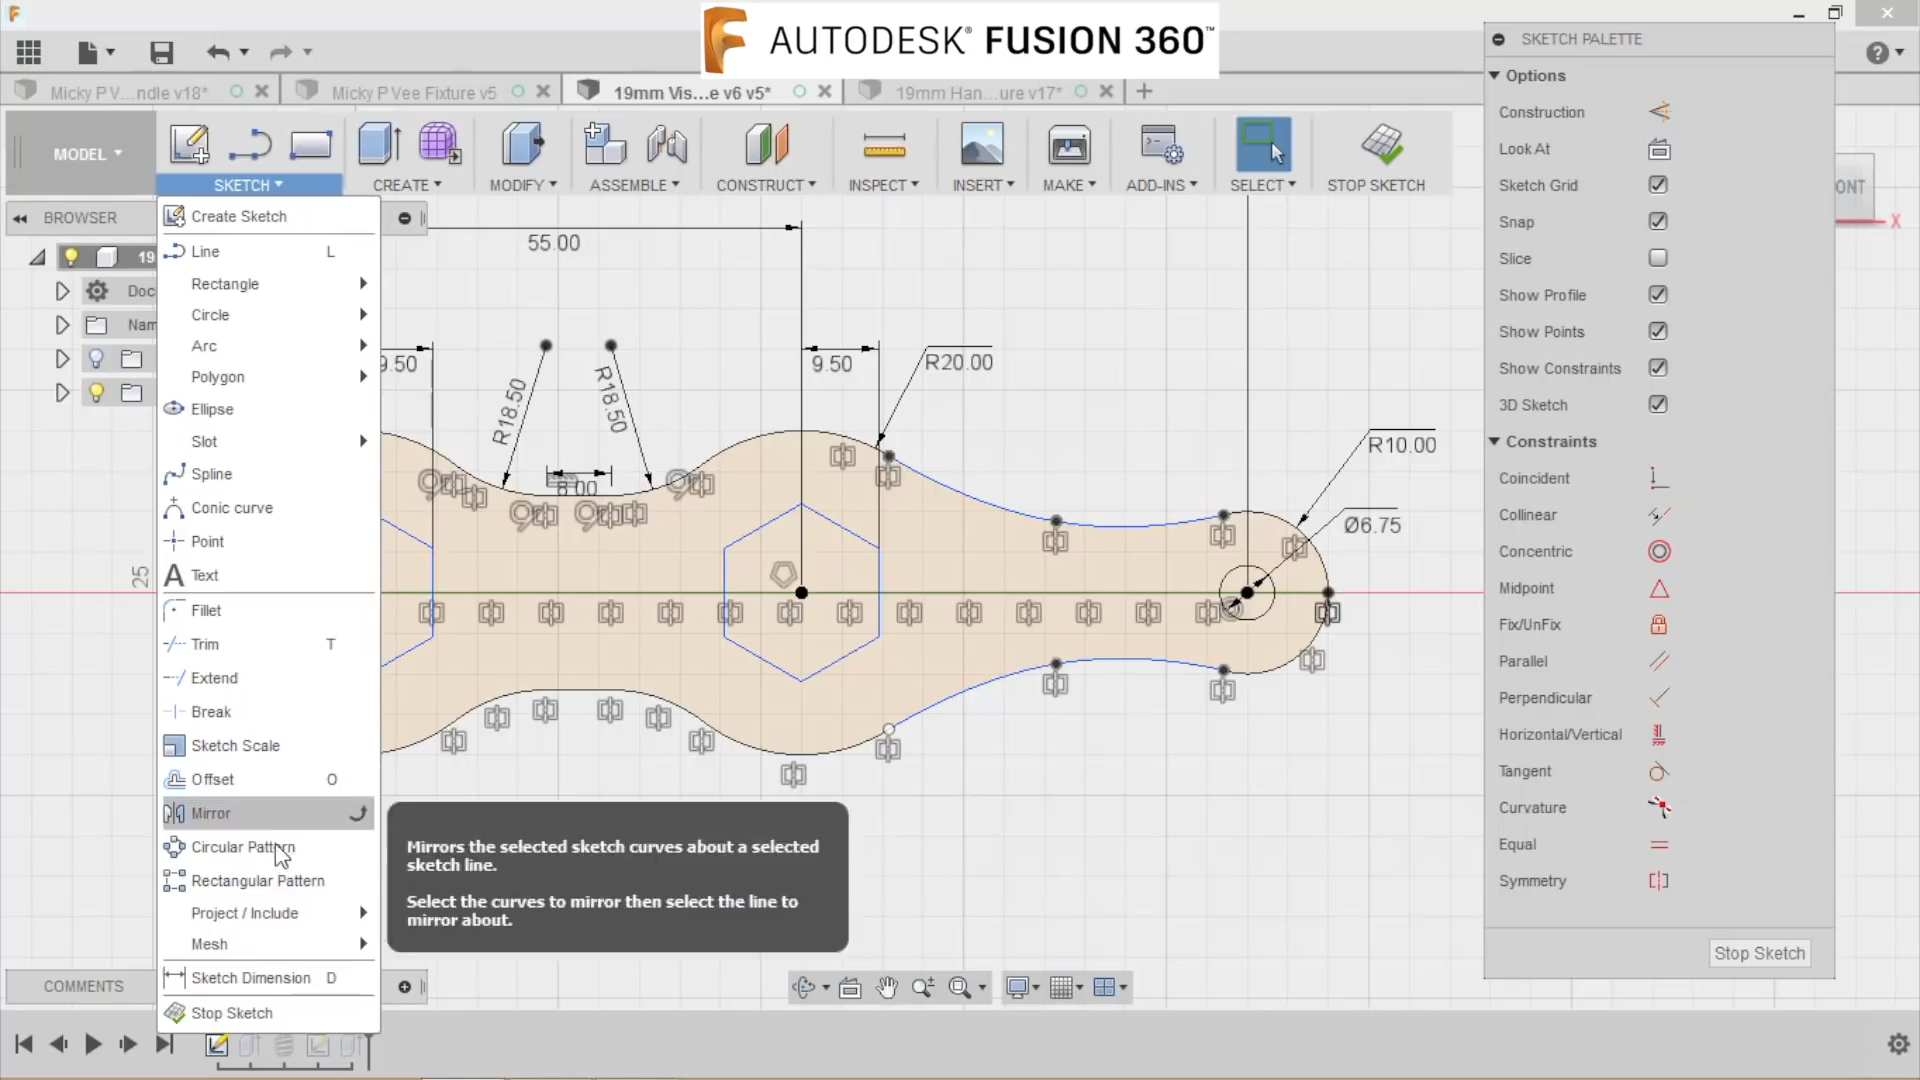 AUTODESK® FUSION 360™
Micky P V...ndle v18*
Micky P Vee Fixture v5
19mm Vis...e v6 v5*
19mm Han...ure v17*
MODEL
SKETCH
CREATE
MODIFY
ASSEMBLE
CONSTRUCT
INSPECT
INSERT
MAKE
ADD-INS
SELECT
STOP SKETCH
BROWSER
19
Doc
Nam
Create Sketch
Line L
Rectangle
Circle
Arc
Polygon
Ellipse
Slot
Spline
Conic curve
Point
Text
Fillet
Trim T
Extend
Break
Sketch Scale
Offset O
Mirror
Circular Pattern
Rectangular Pattern
Project / Include
Mesh
Sketch Dimension D
Stop Sketch
Mirrors the selected sketch curves about a selected
sketch line.
Select the curves to mirror then select the line to
mirror about.
55.00
9.50
R18.50
R18.50
8.00
9.50
R20.00
R10.00
Ø6.75
25
ONT
X
SKETCH PALETTE
Options
Construction
Look At
Sketch Grid
Snap
Slice
Show Profile
Show Points
Show Constraints
3D Sketch
Constraints
Coincident
Collinear
Concentric
Midpoint
Fix/UnFix
Parallel
Perpendicular
Horizontal/Vertical
Tangent
Curvature
Equal
Symmetry
Stop Sketch
COMMENTS